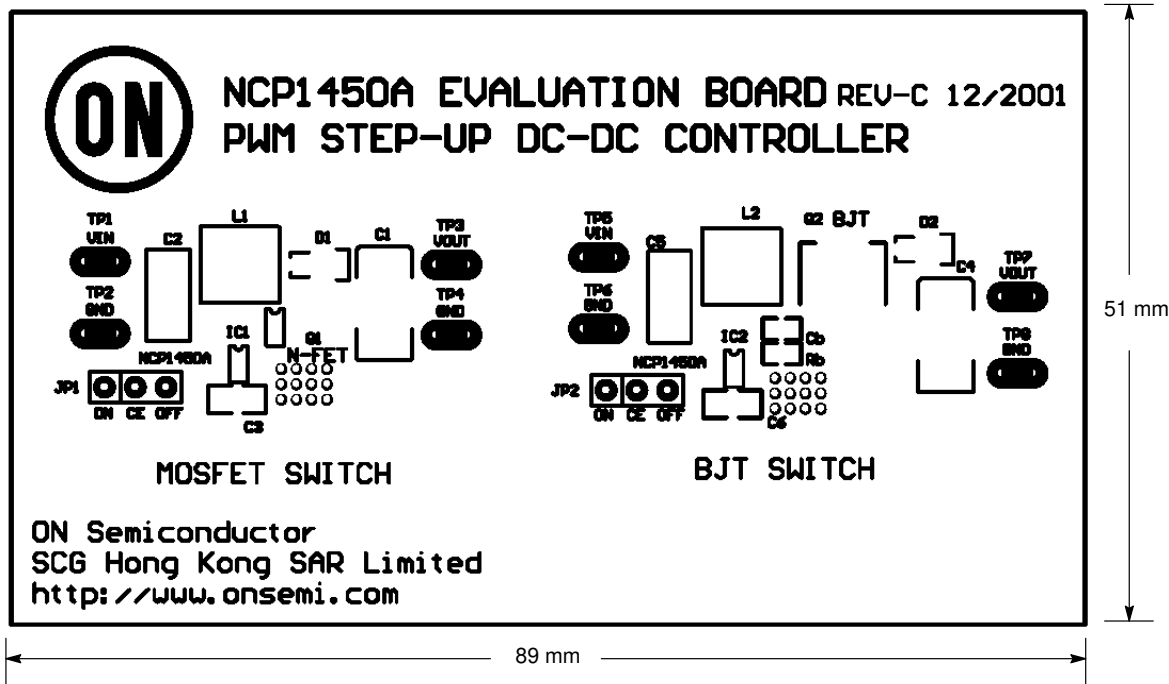 ON
NCP1450A EVALUATION BOARD REV-C 12/2001
PWM STEP-UP DC-DC CONTROLLER
TP1
VIN
C2
L1
D1
C1
TP3
VOUT
TP2
GND
TP4
GND
IC1
Q1
N-FET
NCP1450A
JP1
ON CE OFF
C3
MOSFET SWITCH
TP5
VIN
C5
L2
Q2 BJT
D2
C4
TP7
VOUT
TP6
GND
TP8
GND
IC2
Cb
Rb
NCP1450A
JP2
ON CE OFF
C6
BJT SWITCH
ON Semiconductor
SCG Hong Kong SAR Limited
http://www.onsemi.com
51 mm
89 mm